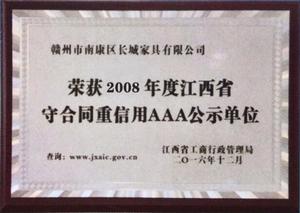 赣州市南康区长城家具有限公司
荣获2008年度江西省
守合同重信用AAA公示单位
江西省工商行政管理局
查询：www.jxaic.gov.cn 二〇一六年十二月